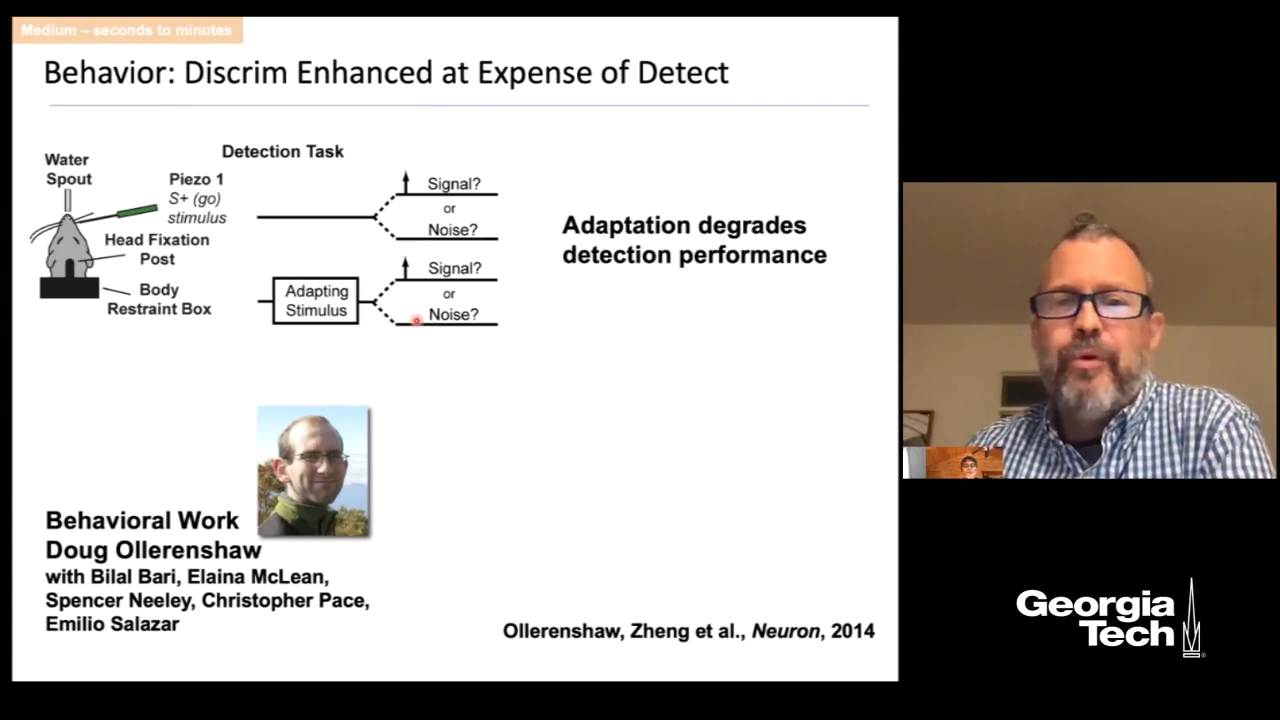 Medium – seconds to minutes
Behavior: Discrim Enhanced at Expense of Detect
Water
Spout
Piezo 1
S+ (go)
stimulus
Head Fixation
Post
Body
Restraint Box
Detection Task
Signal?
or
Noise?
Adapting
Stimulus
Signal?
or
Noise?
Adaptation degrades
detection performance
Behavioral Work
Doug Ollerenshaw
with Bilal Bari, Elaina McLean,
Spencer Neeley, Christopher Pace,
Emilio Salazar
Ollerenshaw, Zheng et al., Neuron, 2014
Georgia
Tech